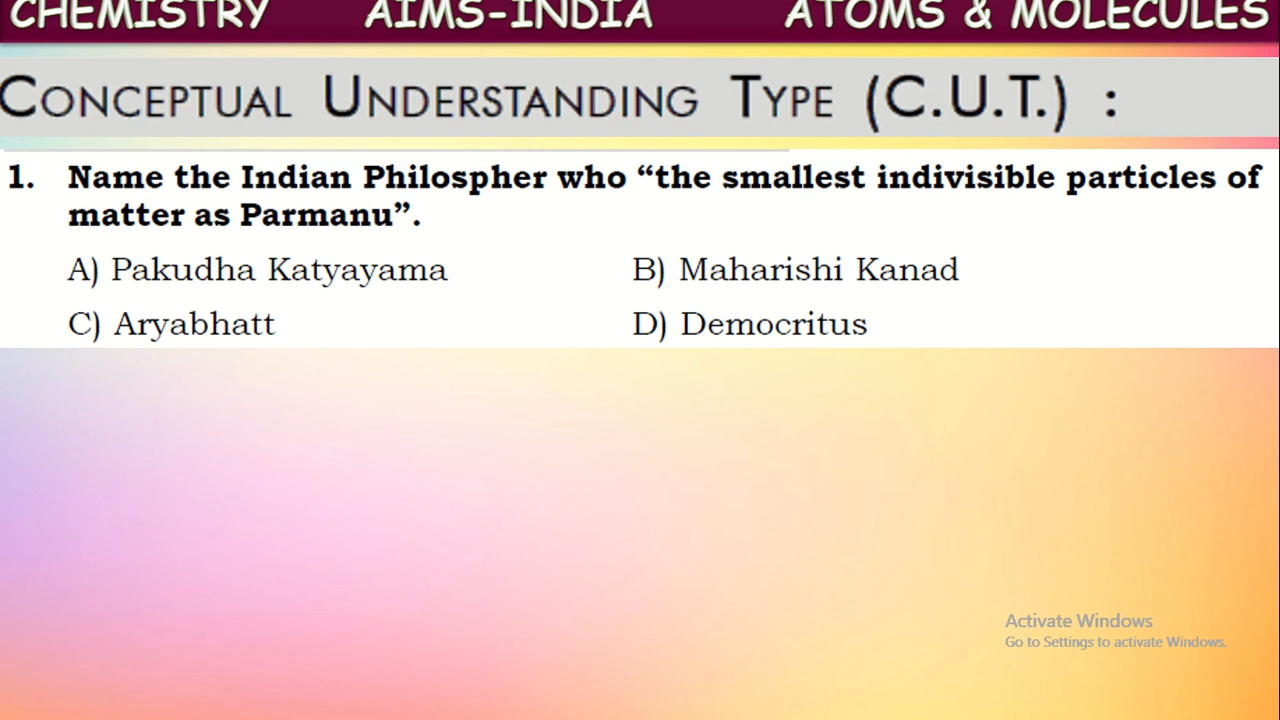 CHEMISTRY AIMS-INDIA ATOMS & MOLECULES
CONCEPTUAL UNDERSTANDING TYPE (C.U.T.) :
1. Name the Indian Philospher who “the smallest indivisible particles of
matter as Parmanu”.
A) Pakudha Katyayama B) Maharishi Kanad
C) Aryabhatt D) Democritus
Activate Windows
Go to Settings to activate Windows.